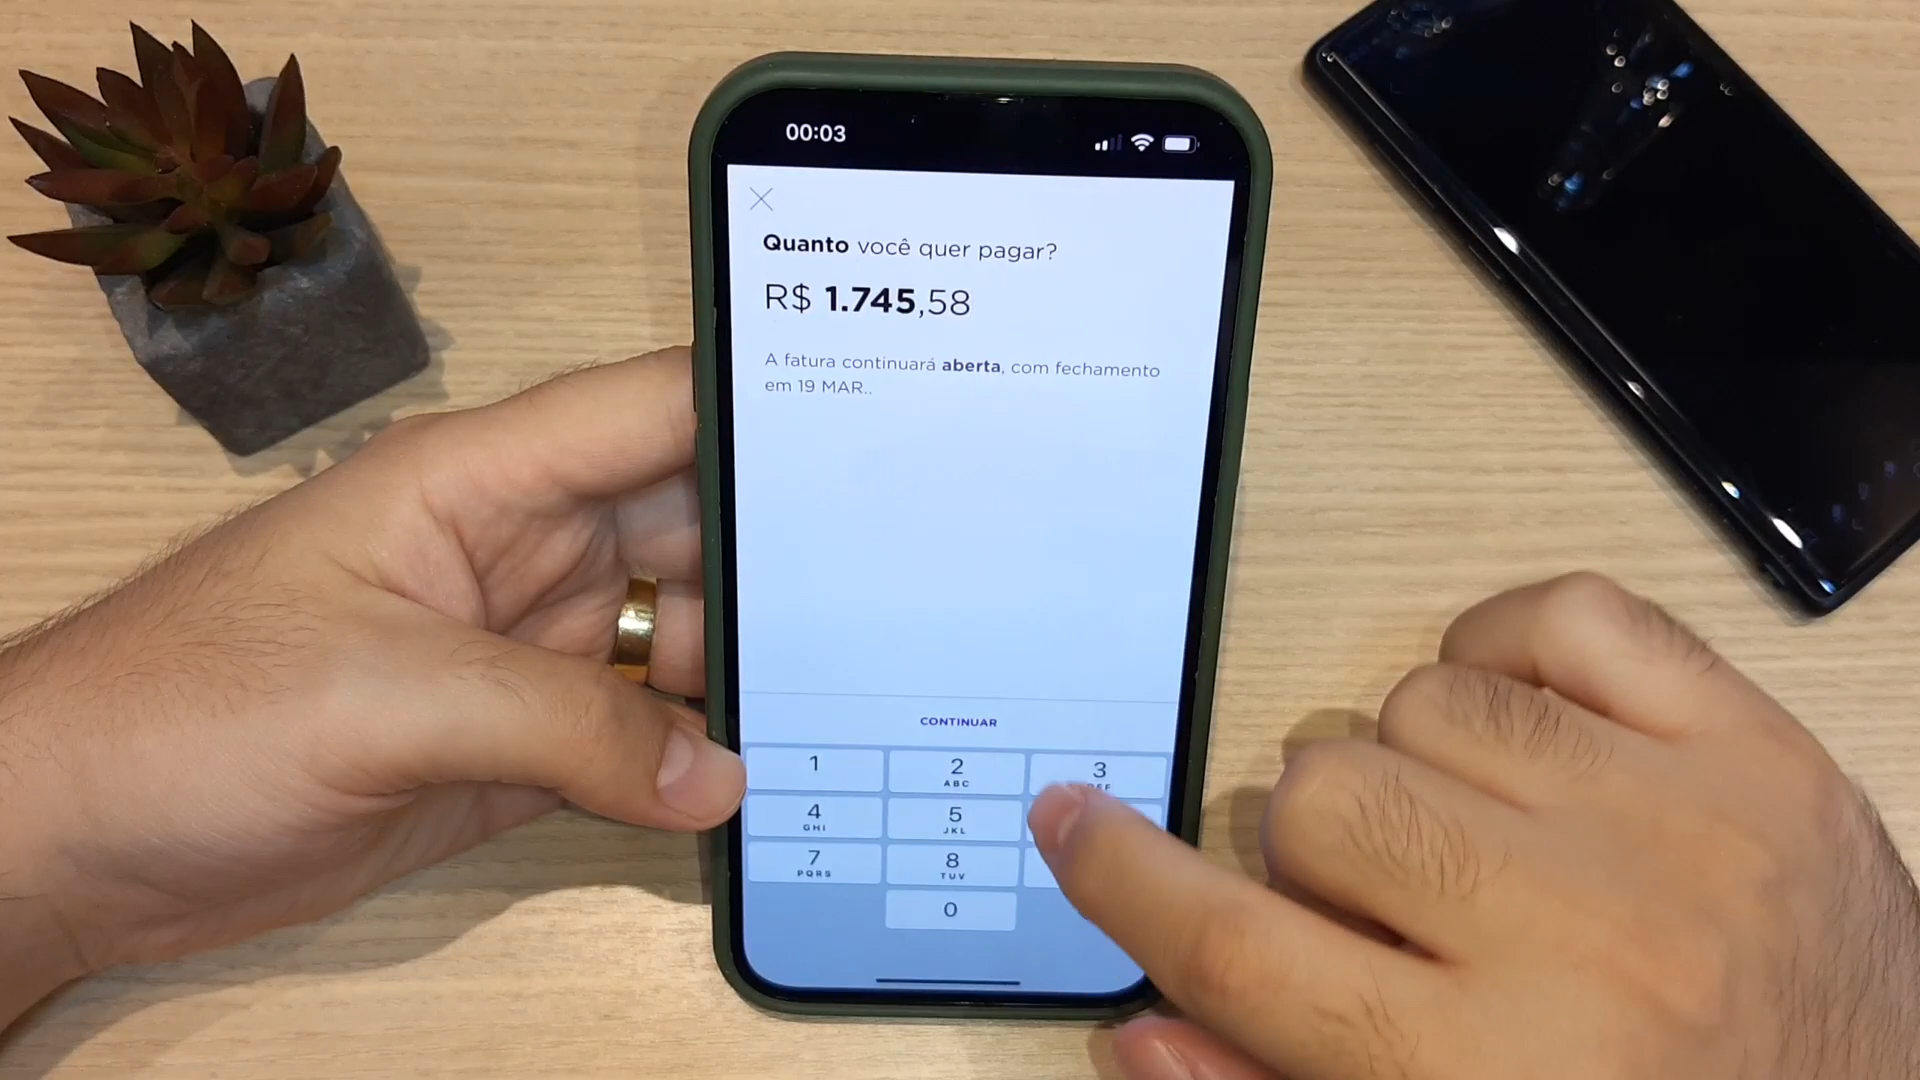 00:03
Quanto você quer pagar?
R$ 1.745,58
A fatura continuará aberta, com fechamento
em 19 MAR..
CONTINUAR
1 2 3
ABC DEF
4 5
GHI JKL
7 8
PQRS TUV
0